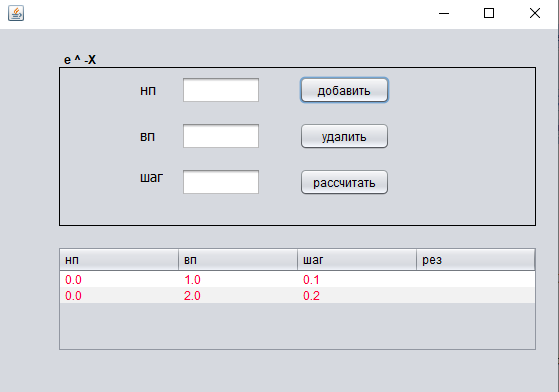 e ^ -X
нп
добавить
вп
удалить
шаг
рассчитать
нп вп шаг рез
0.0 1.0 0.1
0.0 2.0 0.2